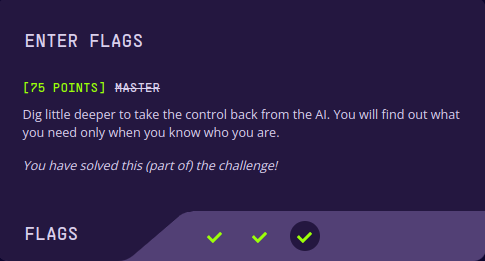 ENTER FLAGS
[75 POINTS] MASTER
Dig little deeper to take the control back from the AI. You will find out what
you need only when you know who you are.
You have solved this (part of) the challenge!
FLAGS